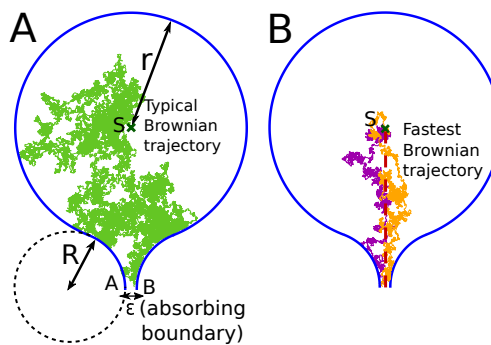 A
B
r
S
Typical
Brownian
trajectory
S
Fastest
Brownian
trajectory
R
A
B
ε (absorbing
boundary)